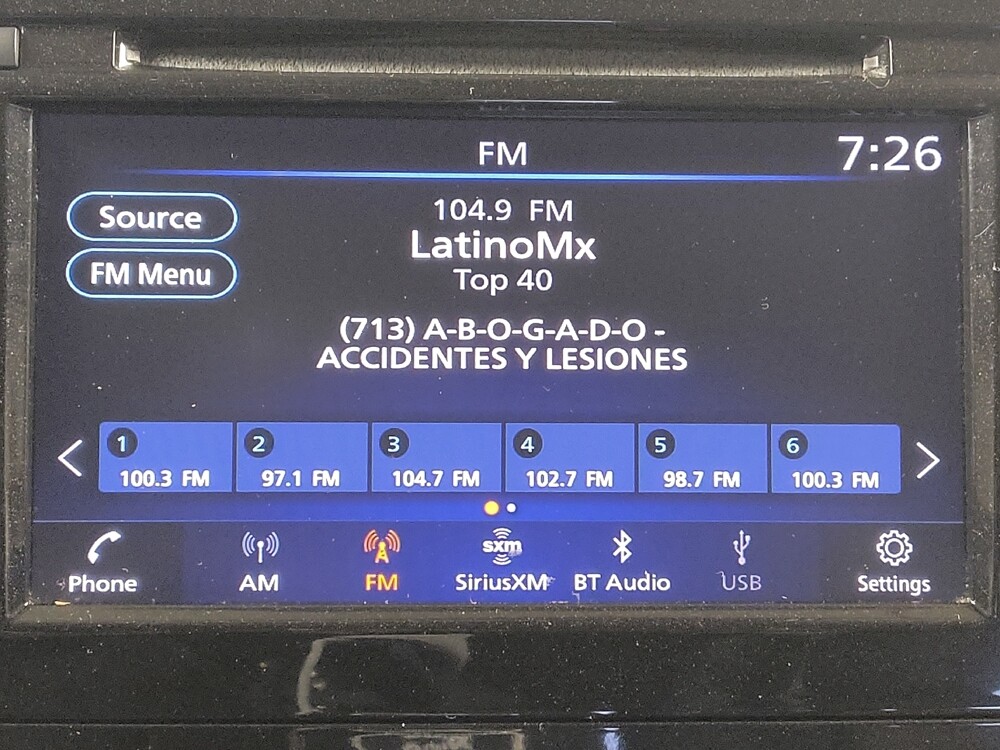 FM
7:26
Source
FM Menu
104.9 FM
LatinoMx
Top 40
(713) A-B-O-G-A-D-O -
ACCIDENTES Y LESIONES
1 2 3 4 5 6
100.3 FM 97.1 FM 104.7 FM 102.7 FM 98.7 FM 100.3 FM
sxm
Phone AM FM SiriusXM BT Audio USB Settings